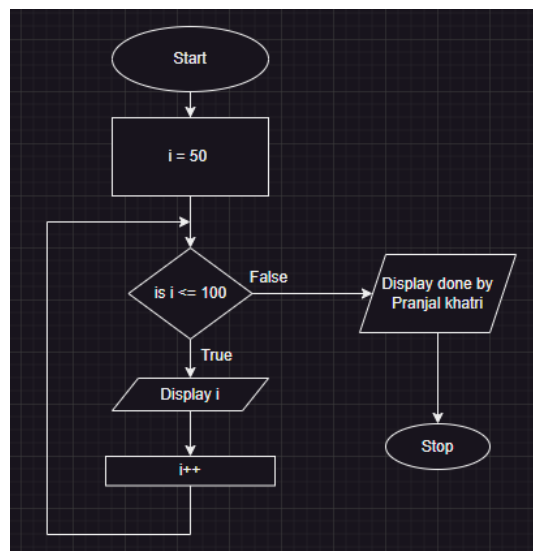 Start
i = 50
is i <= 100
False
Display done by
Pranjal khatri
True
Display i
i++
Stop